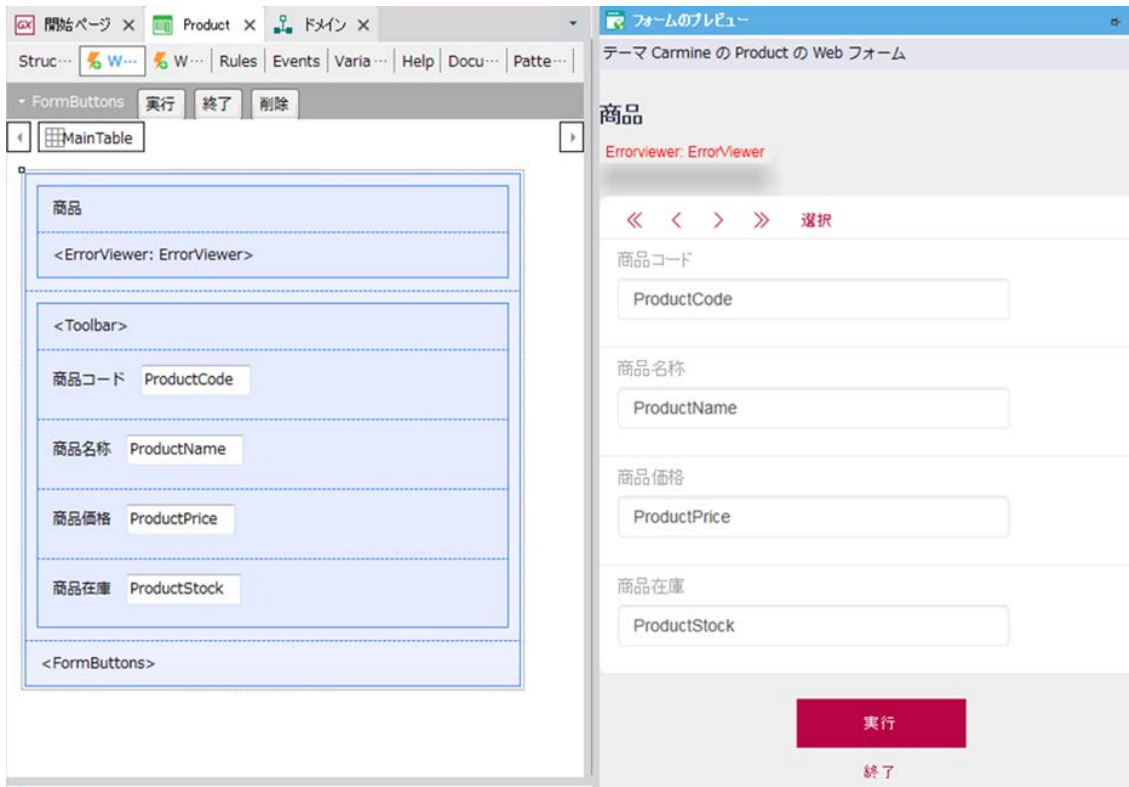 GX 開始ページ × Product × ドメイン ×
Struc… W… W… Rules Events Varia… Help Docu… Patte…
FormButtons 実行 終了 削除
MainTable
商品
<ErrorViewer: ErrorViewer>
<Toolbar>
商品コード ProductCode
商品名称 ProductName
商品価格 ProductPrice
商品在庫 ProductStock
<FormButtons>
フォームのプレビュー
テーマ Carmine の Product の Web フォーム
商品
Errorviewer: ErrorViewer
選択
商品コード
ProductCode
商品名称
ProductName
商品価格
ProductPrice
商品在庫
ProductStock
実行
終了